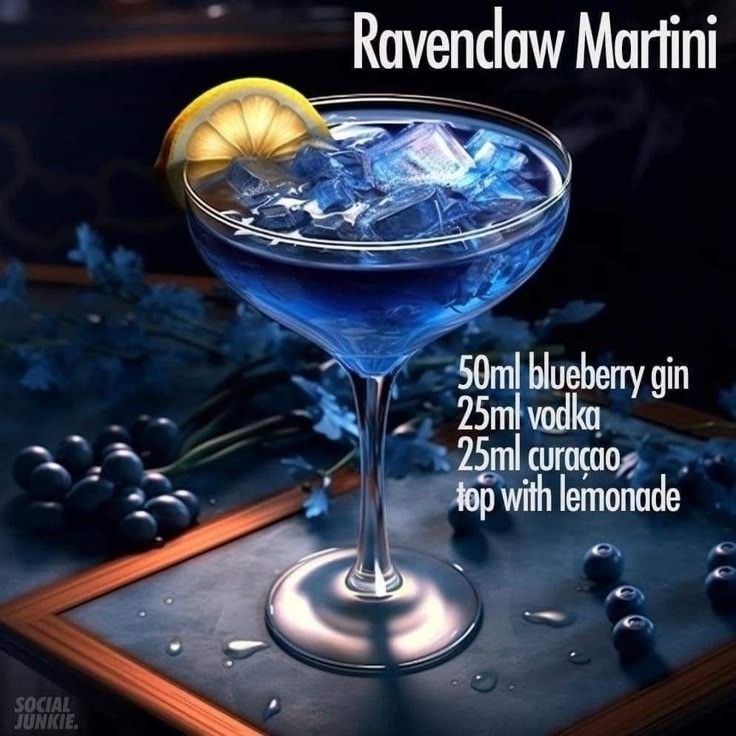 Ravenclaw Martini
50ml blueberry gin
25ml vodka
25ml curaçao
top with lemonade
SOCIAL
JUNKIE.